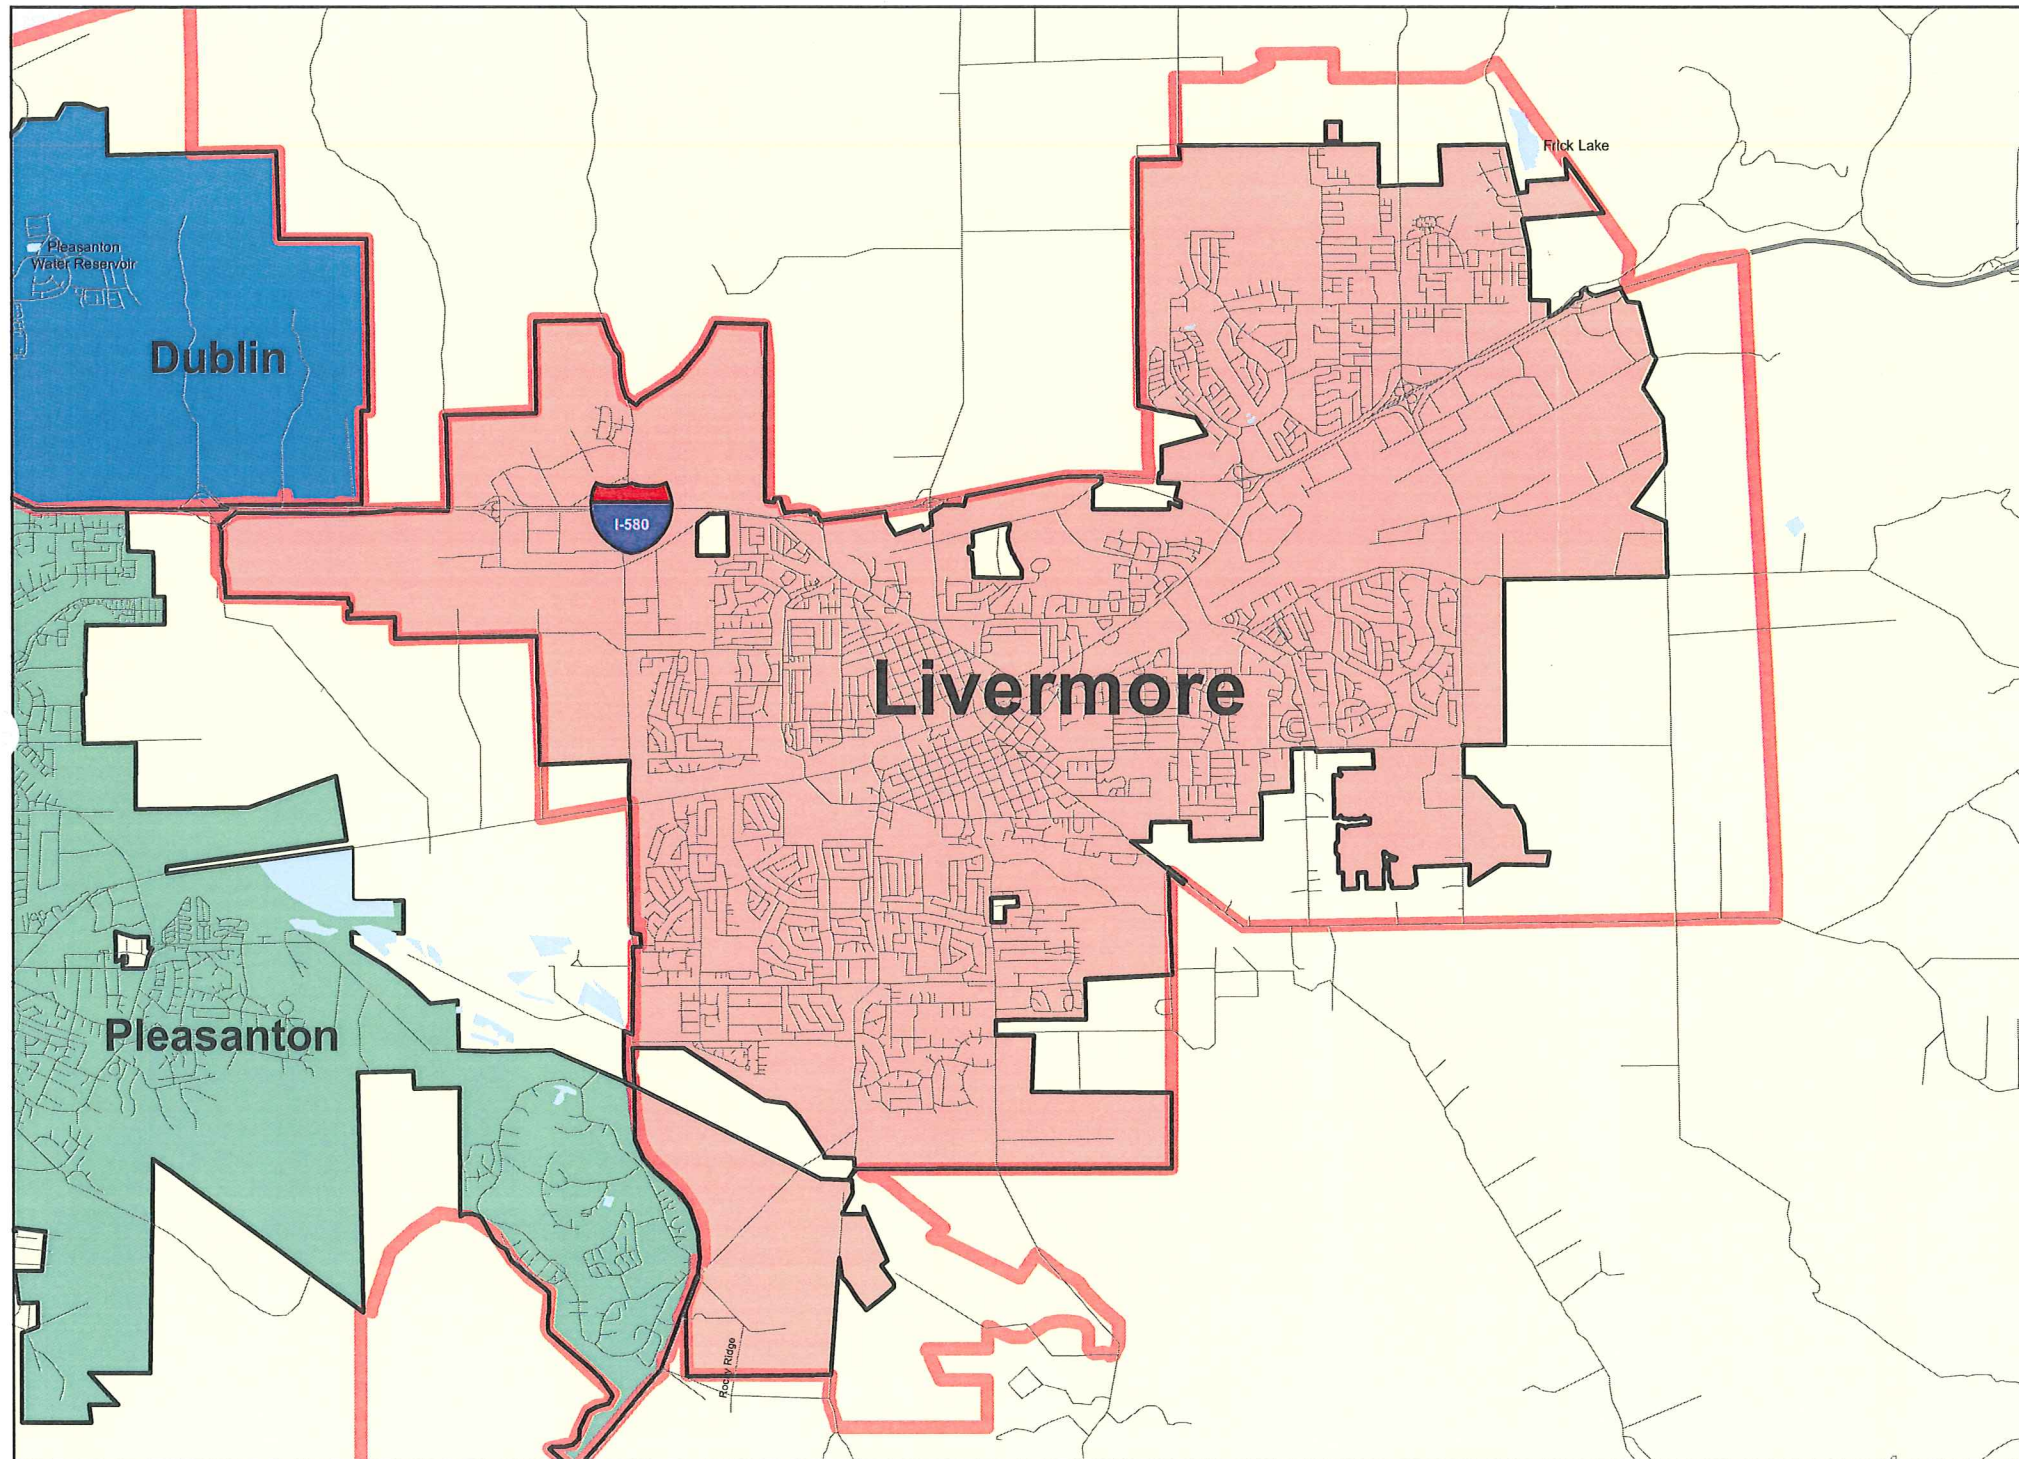 Frick Lake
Pleasanton
Water Reservoir
Dublin
I-580
Livermore
Pleasanton
Rocky Ridge